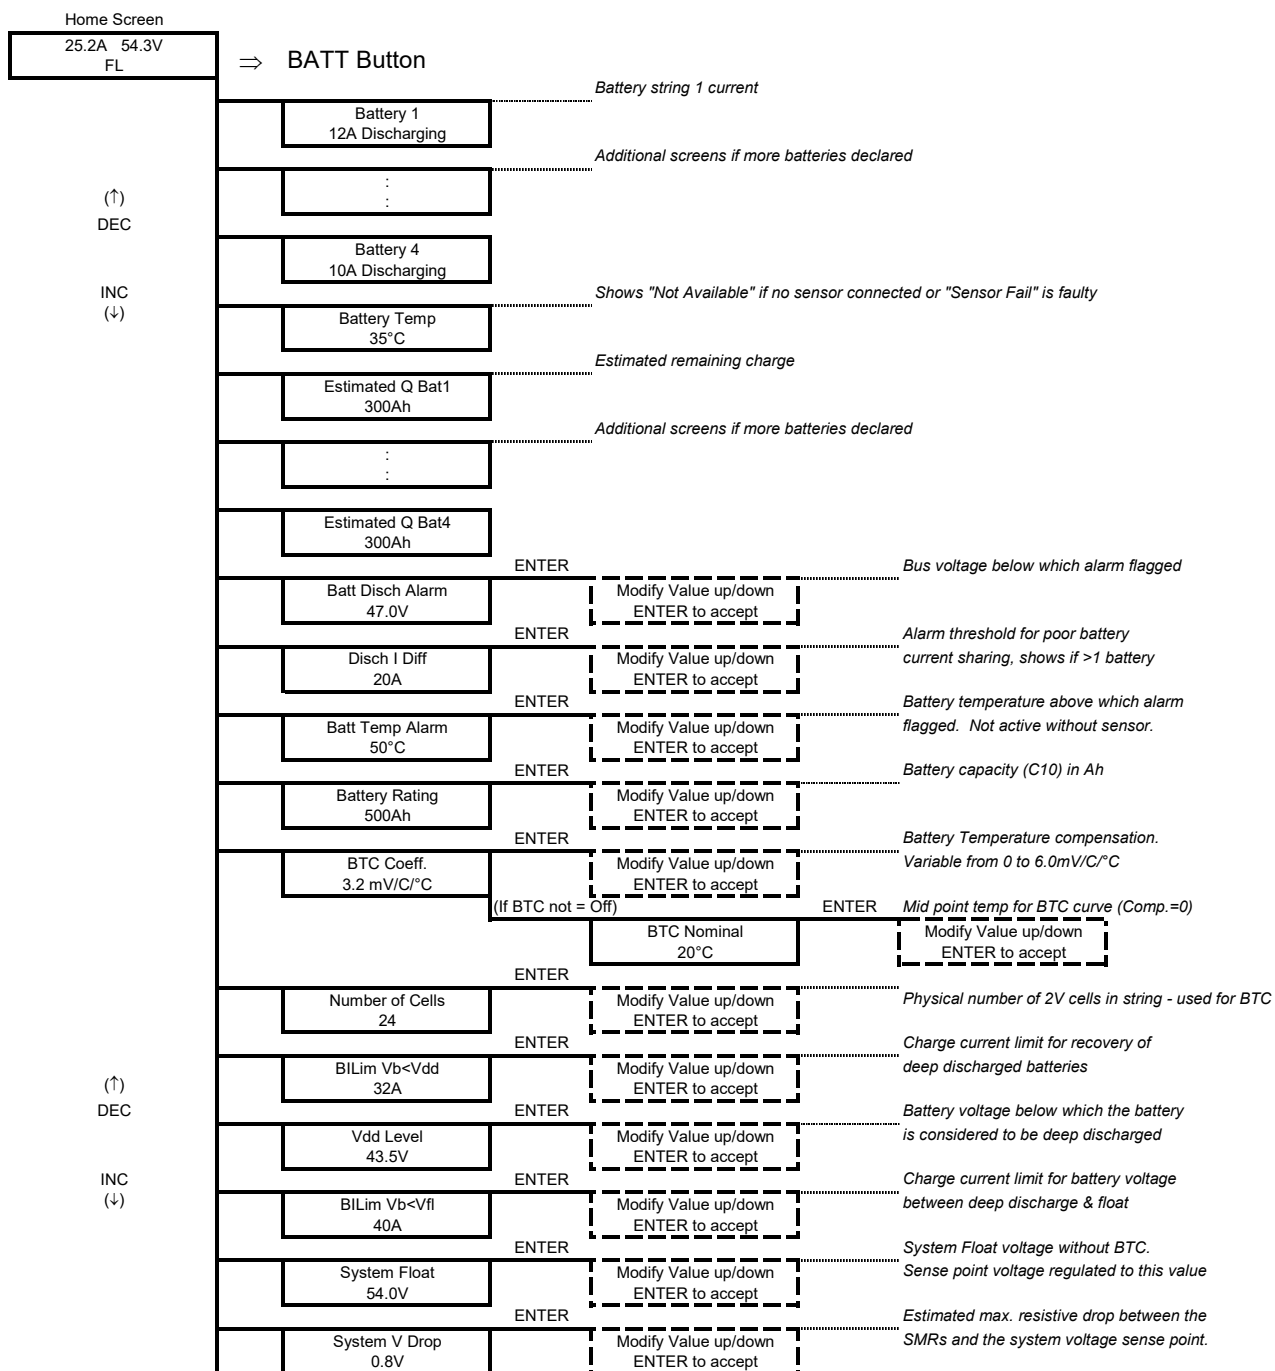 Home Screen
25.2A 54.3V
FL
⇒ BATT Button
Battery string 1 current
Battery 1
12A Discharging
Additional screens if more batteries declared
:
:
(↑)
DEC
Battery 4
10A Discharging
INC
(↓)
Shows "Not Available" if no sensor connected or "Sensor Fail" is faulty
Battery Temp
35°C
Estimated remaining charge
Estimated Q Bat1
300Ah
Additional screens if more batteries declared
:
:
Estimated Q Bat4
300Ah
ENTER
Bus voltage below which alarm flagged
Batt Disch Alarm
47.0V
Modify Value up/down
ENTER to accept
ENTER
Alarm threshold for poor battery
current sharing, shows if >1 battery
Disch I Diff
20A
Modify Value up/down
ENTER to accept
ENTER
Battery temperature above which alarm
flagged. Not active without sensor.
Batt Temp Alarm
50°C
Modify Value up/down
ENTER to accept
ENTER
Battery capacity (C10) in Ah
Battery Rating
500Ah
Modify Value up/down
ENTER to accept
ENTER
Battery Temperature compensation.
Variable from 0 to 6.0mV/C/°C
BTC Coeff.
3.2 mV/C/°C
Modify Value up/down
ENTER to accept
(If BTC not = Off)
ENTER
Mid point temp for BTC curve (Comp.=0)
BTC Nominal
20°C
Modify Value up/down
ENTER to accept
ENTER
Physical number of 2V cells in string - used for BTC
Number of Cells
24
Modify Value up/down
ENTER to accept
ENTER
Charge current limit for recovery of
deep discharged batteries
BILim Vb<Vdd
32A
Modify Value up/down
ENTER to accept
(↑)
DEC
ENTER
Battery voltage below which the battery
is considered to be deep discharged
Vdd Level
43.5V
Modify Value up/down
ENTER to accept
INC
(↓)
ENTER
Charge current limit for battery voltage
between deep discharge & float
BILim Vb<Vfl
40A
Modify Value up/down
ENTER to accept
ENTER
System Float voltage without BTC.
Sense point voltage regulated to this value
System Float
54.0V
Modify Value up/down
ENTER to accept
ENTER
Estimated max. resistive drop between the
SMRs and the system voltage sense point.
System V Drop
0.8V
Modify Value up/down
ENTER to accept